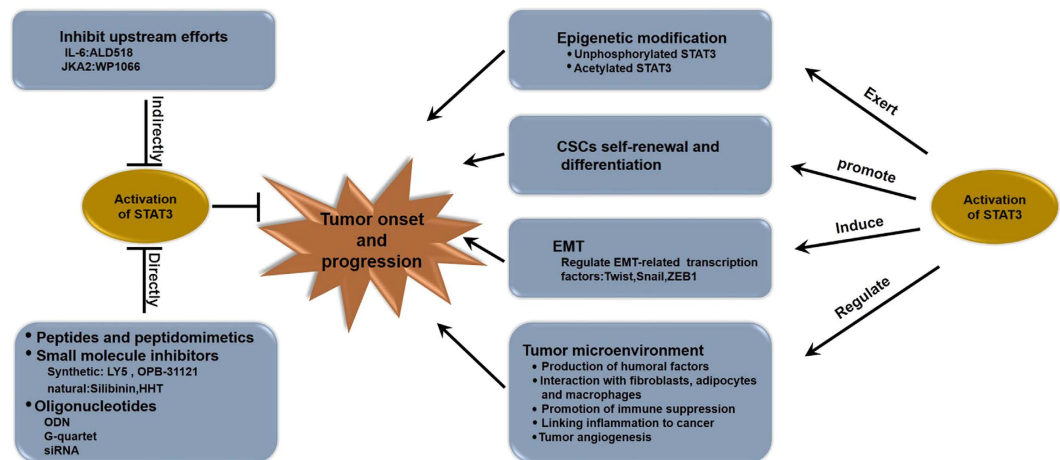 Inhibit upstream efforts
IL-6:ALD518
JKA2:WP1066
Indirectly
Activation
of STAT3
Directly
• Peptides and peptidomimetics
• Small molecule inhibitors
Synthetic: LY5 , OPB-31121
natural:Silibinin,HHT
• Oligonucleotides
ODN
G-quartet
siRNA
Tumor onset
and
progression
Epigenetic modification
• Unphosphorylated STAT3
• Acetylated STAT3
CSCs self-renewal and
differentiation
EMT
Regulate EMT-related transcription
factors:Twist,Snail,ZEB1
Tumor microenvironment
• Production of humoral factors
• Interaction with fibroblasts, adipocytes
and macrophages
• Promotion of immune suppression
• Linking inflammation to cancer
• Tumor angiogenesis
Exert
promote
Induce
Regulate
Activation
of STAT3